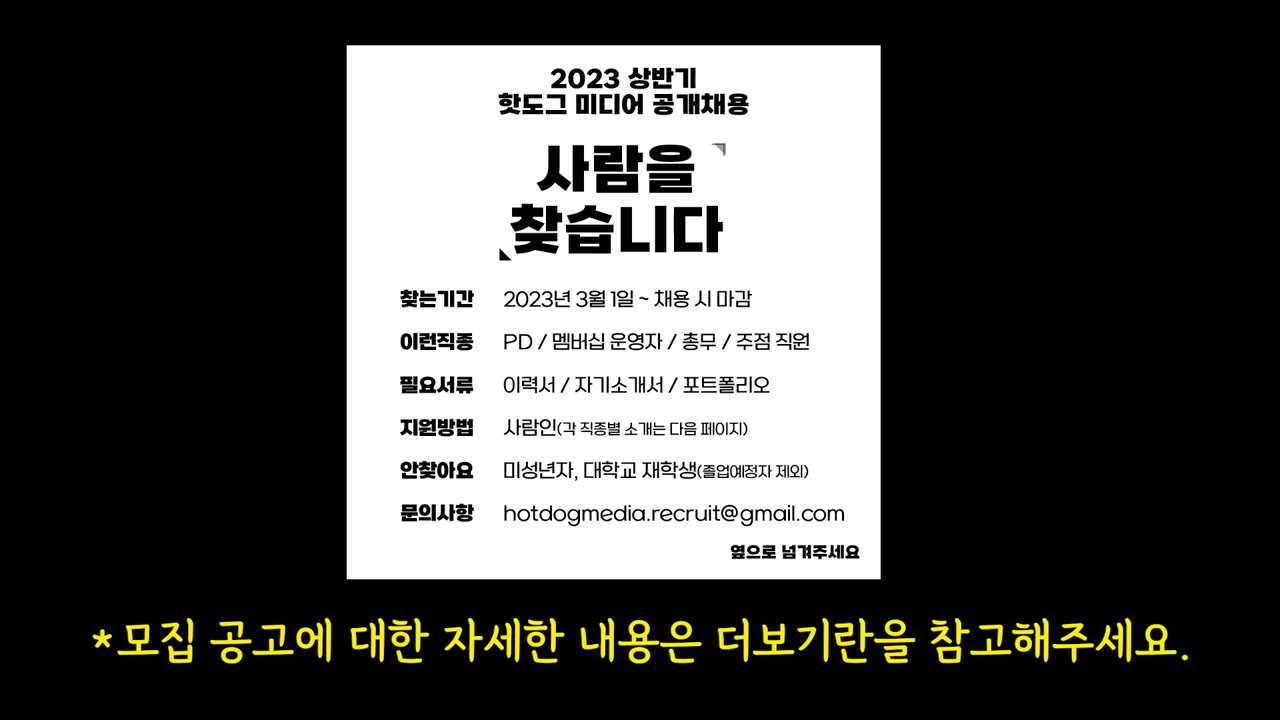 2023 상반기
핫도그 미디어 공개채용
사람을
찾습니다
찾는기간 2023년 3월 1일 ~ 채용 시 마감
이런직종 PD / 멤버십 운영자 / 총무 / 주점 직원
필요서류 이력서 / 자기소개서 / 포트폴리오
지원방법 사람인(각 직종별 소개는 다음 페이지)
안찾아요 미성년자, 대학교 재학생(졸업예정자 제외)
문의사항 hotdogmedia.recruit@gmail.com
옆으로 넘겨주세요
*모집 공고에 대한 자세한 내용은 더보기란을 참고해주세요.